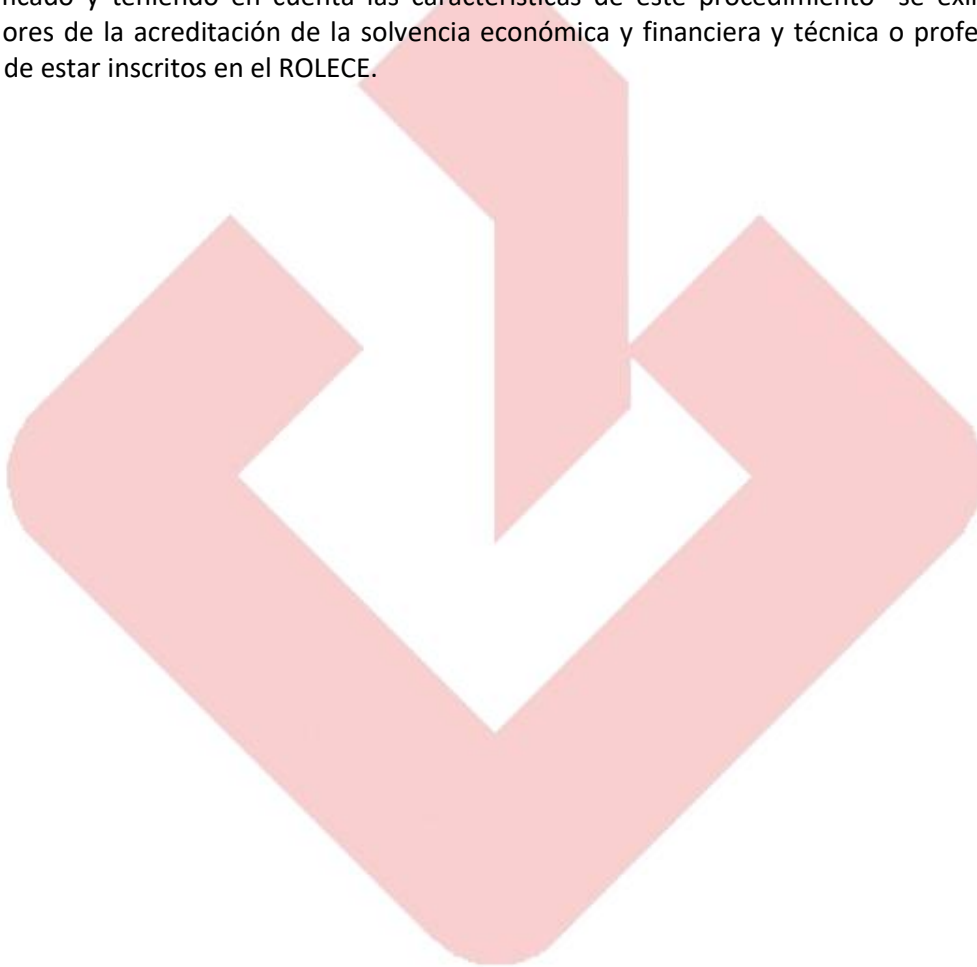 ficado y teniendo en cuenta las características de este procedimiento se exi
ores de la acreditación de la solvencia económica y financiera y técnica o profe
de estar inscritos en el ROLECE.